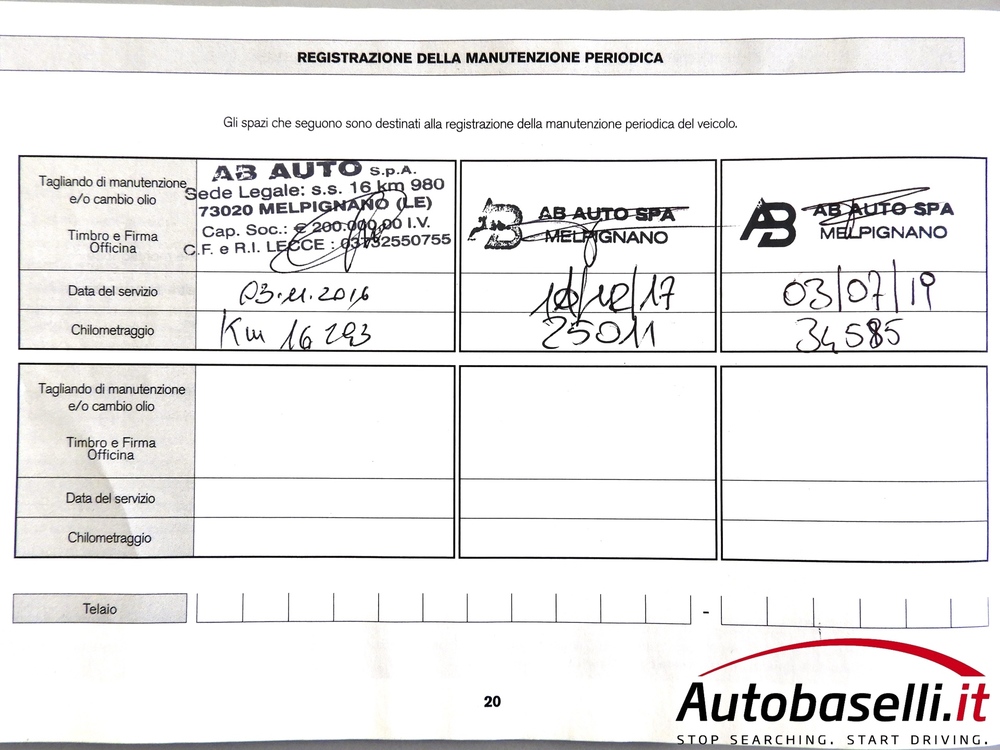 REGISTRAZIONE DELLA MANUTENZIONE PERIODICA
Gli spazi che seguono sono destinati alla registrazione della manutenzione periodica del veicolo.
Tagliando di manutenzione
e/o cambio olio
Timbro e Firma
Officina
AB AUTO S.p.A.
Sede Legale: s.s. 16 km 980
73020 MELPIGNANO (LE)
Cap. Soc.: € 200.000,00 I.V.
C.F. e R.I. LECCE : 03732550755
AB AUTO SPA
MELPIGNANO
AB AUTO SPA
MELPIGNANO
Data del servizio
03.11.2016
/12/17
03/07/19
Chilometraggio
Km 16293
25011
34585
Tagliando di manutenzione
e/o cambio olio
Timbro e Firma
Officina
Data del servizio
Chilometraggio
Telaio
-
20
Autobaselli.it
STOP SEARCHING. START DRIVING.